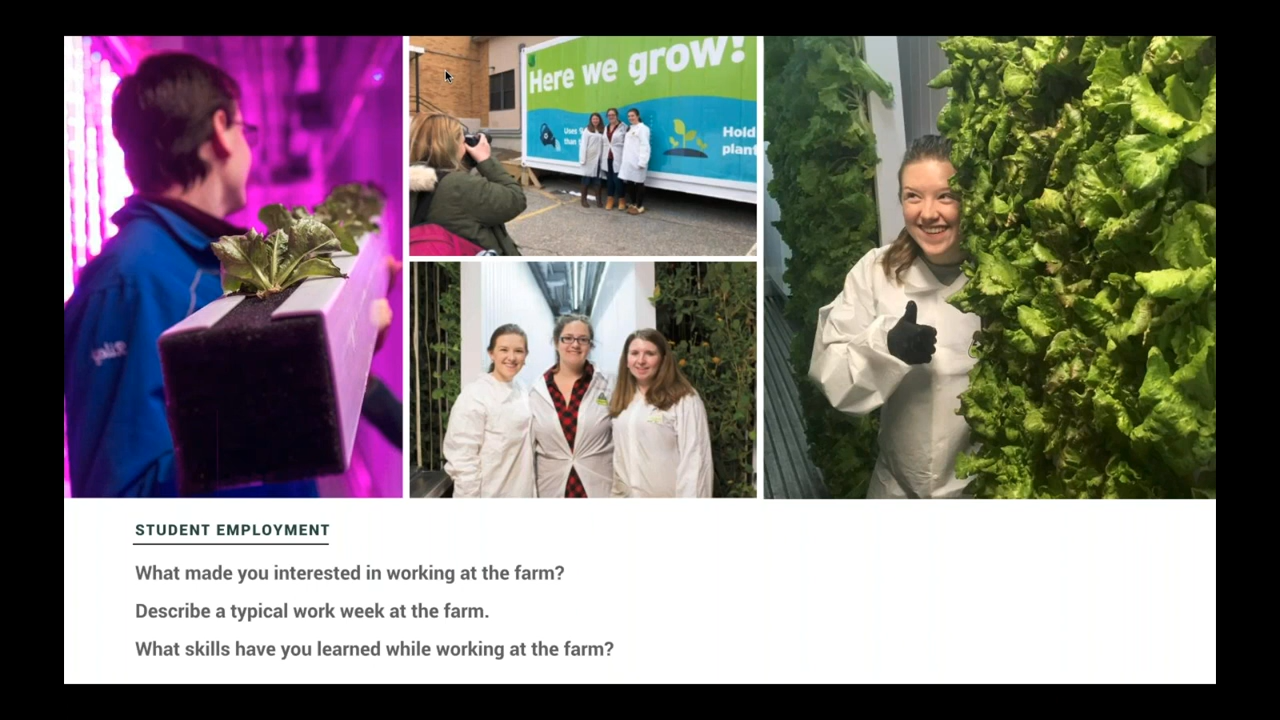 Here we grow!
Uses
than
Hold
plant
STUDENT EMPLOYMENT
What made you interested in working at the farm?
Describe a typical work week at the farm.
What skills have you learned while working at the farm?